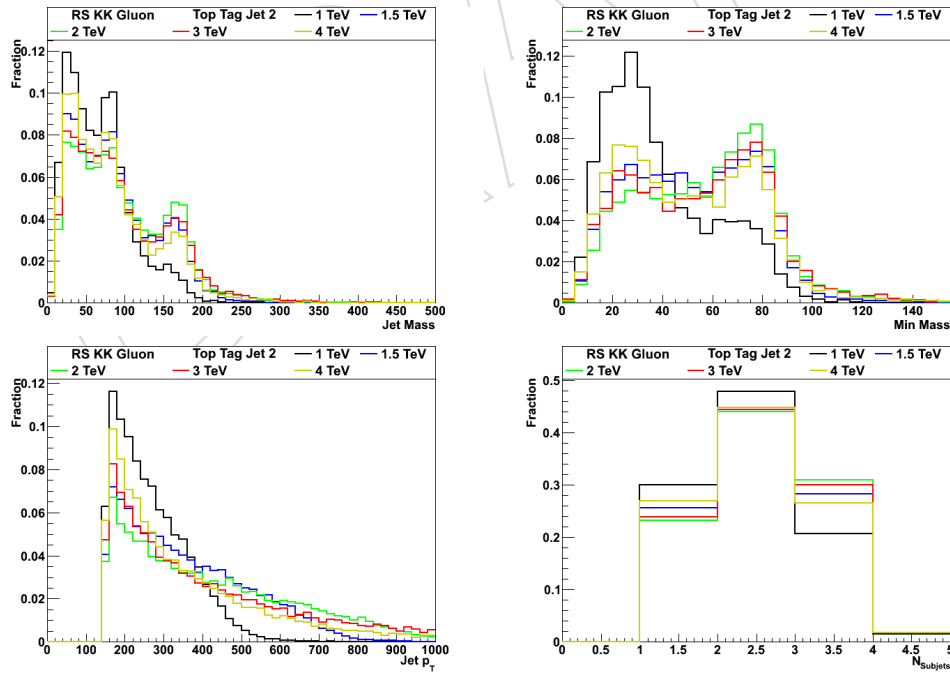 RS KK Gluon Top Tag Jet 2 1 TeV 1.5 TeV
2 TeV 3 TeV 4 TeV
Fraction
0.12
0.1
0.08
0.06
0.04
0.02
0
0 50 100 150 200 250 300 350 400 450 500
Jet Mass
RS KK Gluon Top Tag Jet 2 1 TeV 1.5 TeV
2 TeV 3 TeV 4 TeV
Fraction
0.12
0.1
0.08
0.06
0.04
0.02
0
0 20 40 60 80 100 120 140
Min Mass
RS KK Gluon Top Tag Jet 2 1 TeV 1.5 TeV
2 TeV 3 TeV 4 TeV
Fraction
0.12
0.1
0.08
0.06
0.04
0.02
0
0 100 200 300 400 500 600 700 800 900 1000
Jet p_T
RS KK Gluon Top Tag Jet 2 1 TeV 1.5 TeV
2 TeV 3 TeV 4 TeV
Fraction
0.5
0.4
0.3
0.2
0.1
0
0 0.5 1 1.5 2 2.5 3 3.5 4 4.5 5
N_Subjets